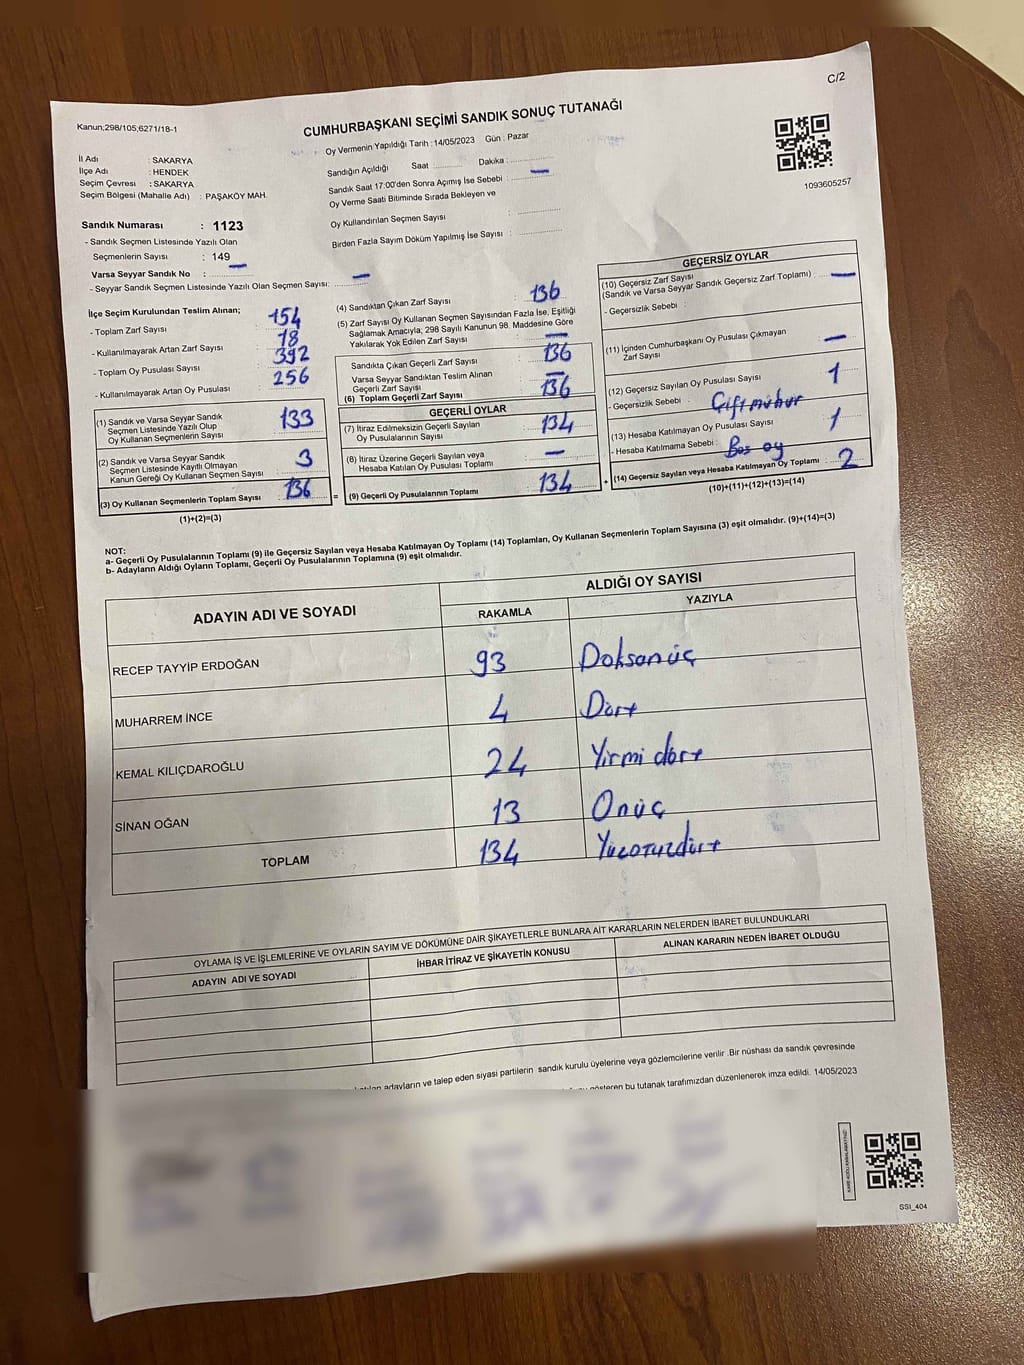 C/2
Kanun;298/105;6271/18-1
CUMHURBAŞKANI SEÇİMİ SANDIK SONUÇ TUTANAĞI
Oy Vermenin Yapıldığı Tarih :14/05/2023 Gün : Pazar
İl Adı : SAKARYA
İlçe Adı : HENDEK
Seçim Çevresi : SAKARYA
Seçim Bölgesi (Mahalle Adı) : PAŞAKÖY MAH.
Sandığın Açıldığı Saat Dakika :
Sandık Saat 17:00'den Sonra Açımış İse Sebebi : —
Oy Verme Saati Bitiminde Sırada Bekleyen ve
Oy Kullandırılan Seçmen Sayısı :
Birden Fazla Sayım Döküm Yapılmış İse Sayısı :
1093605257
Sandık Numarası : 1123
- Sandık Seçmen Listesinde Yazılı Olan
Seçmenlerin Sayısı : 149
Varsa Seyyar Sandık No : —
- Seyyar Sandık Seçmen Listesinde Yazılı Olan Seçmen Sayısı: —
İlçe Seçim Kurulundan Teslim Alınan;
- Toplam Zarf Sayısı 154
- Kullanılmayarak Artan Zarf Sayısı 18
- Toplam Oy Pusulası Sayısı 392
- Kullanılmayarak Artan Oy Pusulası 256
(1) Sandık ve Varsa Seyyar Sandık
Seçmen Listesinde Yazılı Olup
Oy Kullanan Seçmenlerin Sayısı 133
(2) Sandık ve Varsa Seyyar Sandık
Seçmen Listesinde Kayıtlı Olmayan
Kanun Gereği Oy Kullanan Seçmen Sayısı 3
(3) Oy Kullanan Seçmenlerin Toplam Sayısı 136
(1)+(2)=(3)
=
(4) Sandıktan Çıkan Zarf Sayısı : 136
(5) Zarf Sayısı Oy Kullanan Seçmen Sayısından Fazla İse, Eşitliği
Sağlamak Amacıyla, 298 Sayılı Kanunun 98. Maddesine Göre
Yakılarak Yok Edilen Zarf Sayısı —
Sandıkta Çıkan Geçerli Zarf Sayısı 136
Varsa Seyyar Sandıktan Teslim Alınan
Geçerli Zarf Sayısı —
(6) Toplam Geçerli Zarf Sayısı 136
GEÇERLİ OYLAR
(7) İtiraz Edilmeksizin Geçerli Sayılan
Oy Pusulalarının Sayısı 134
(8) İtiraz Üzerine Geçerli Sayılan veya
Hesaba Katılan Oy Pusulası Toplamı —
(9) Geçerli Oy Pusulalarının Toplamı 134
+
GEÇERSİZ OYLAR
(10) Geçersiz Zarf Sayısı
(Sandık ve Varsa Seyyar Sandık Geçersiz Zarf Toplamı) : —
- Geçersizlik Sebebi :
(11) İçinden Cumhurbaşkanı Oy Pusulası Çıkmayan
Zarf Sayısı —
(12) Geçersiz Sayılan Oy Pusulası Sayısı 1
- Geçersizlik Sebebi : Çift mühür
(13) Hesaba Katılmayan Oy Pusulası Sayısı 1
- Hesaba Katılmama Sebebi : Boş oy
(14) Geçersiz Sayılan veya Hesaba Katılmayan Oy Toplamı 2
(10)+(11)+(12)+(13)=(14)
NOT:
a- Geçerli Oy Pusulalarının Toplamı (9) ile Geçersiz Sayılan veya Hesaba Katılmayan Oy Toplamı (14) Toplamları, Oy Kullanan Seçmenlerin Toplam Sayısına (3) eşit olmalıdır. (9)+(14)=(3)
b- Adayların Aldığı Oyların Toplamı, Geçerli Oy Pusulalarının Toplamına (9) eşit olmalıdır.
ADAYIN ADI VE SOYADI
ALDIĞI OY SAYISI
RAKAMLA YAZIYLA
RECEP TAYYİP ERDOĞAN 93 Doksanüç
MUHARREM İNCE 4 Dört
KEMAL KILIÇDAROĞLU 24 Yirmi dört
SİNAN OĞAN 13 Onüç
TOPLAM 134 Yüzotuzdört
OYLAMA İŞ VE İŞLEMLERİNE VE OYLARIN SAYIM VE DÖKÜMÜNE DAİR ŞİKAYETLERLE BUNLARA AİT KARARLARIN NELERDEN İBARET BULUNDUKLARI
ADAYIN ADI VE SOYADI İHBAR İTİRAZ VE ŞİKAYETİN KONUSU ALINAN KARARIN NEDEN İBARET OLDUĞU
adayların ve talep eden siyasi partilerin sandık kurulu üyelerine veya gözlemcilerine verilir .Bir nüshası da sandık çevresinde
gösteren bu tutanak tarafımızdan düzenlenerek imza edildi. 14/05/2023
SSI_404